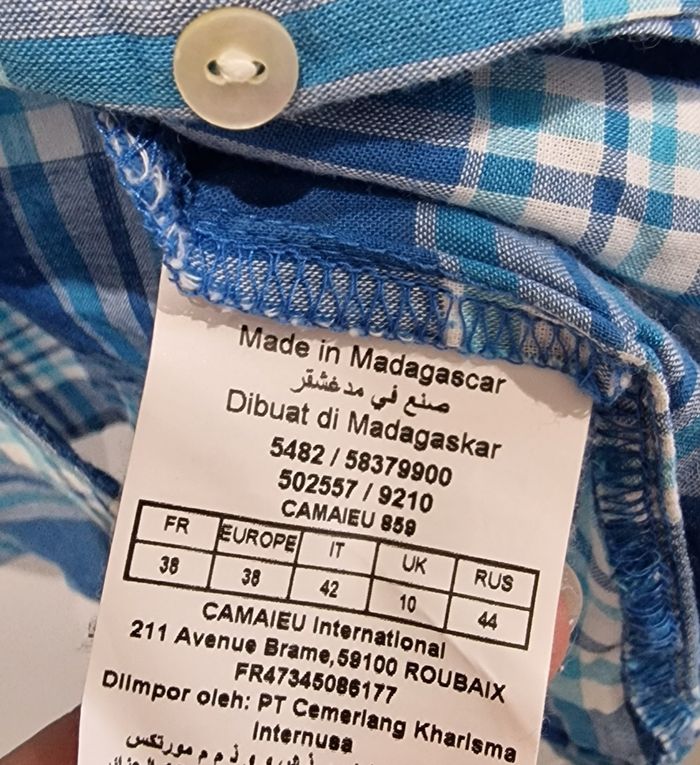 Made in Madagascar
صنع في مدغشقر
Dibuat di Madagaskar
5482 / 58379900
502557 / 9210
CAMAIEU 859
FR EUROPE IT UK RUS
38 38 42 10 44
CAMAIEU International
211 Avenue Brame,59100 ROUBAIX
FR47345086177
DIImpor oleh: PT Cemerlang Kharisma
Internusa
م م مورتكس